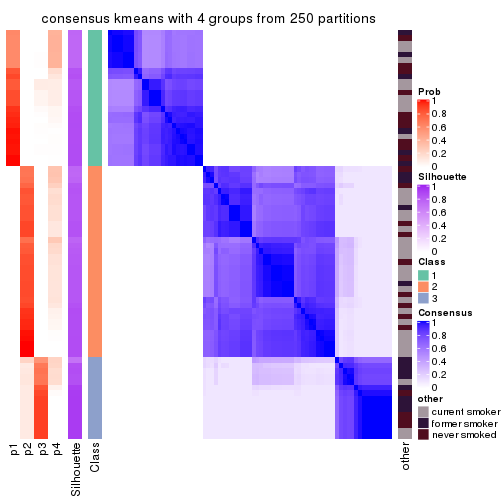 consensus kmeans with 4 groups from 250 partitions
Prob
1
0.8
0.6
0.4
0.2
0
Silhouette
1
0.8
0.6
0.4
0.2
0
Class
1
2
3
Consensus
1
0.8
0.6
0.4
0.2
0
other
current smoker
former smoker
never smoked
p1
p2
p3
p4
Silhouette
Class
other